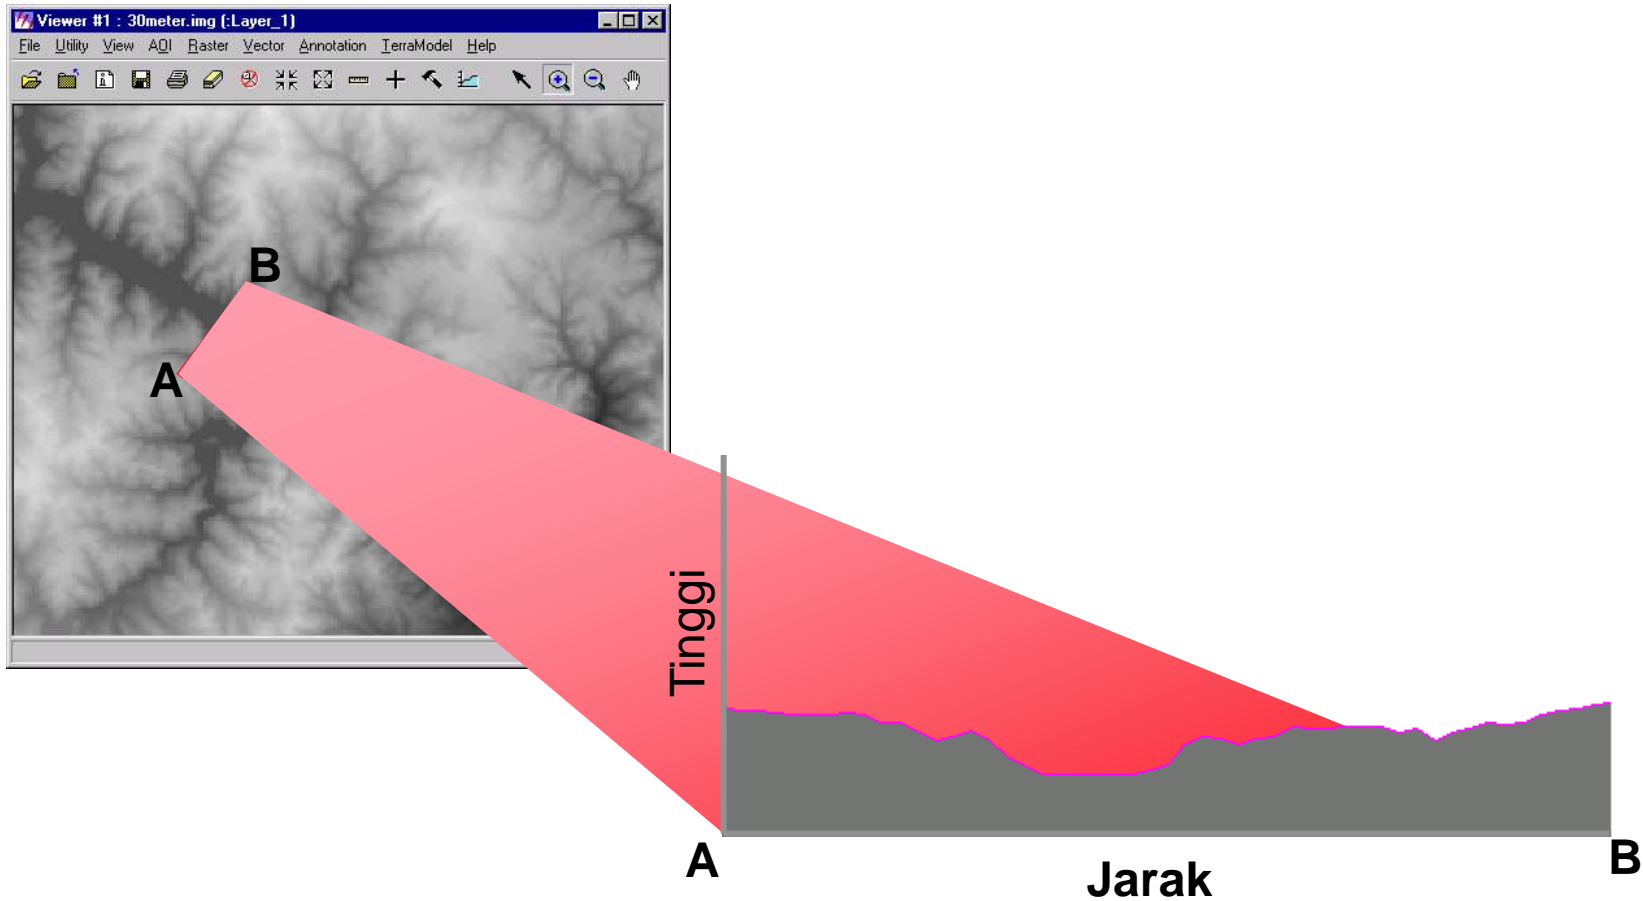 Viewer #1 : 30meter.img (:Layer_1)
File Utility View AOI Raster Vector Annotation TerraModel Help
B
A
Tinggi
A
B
Jarak